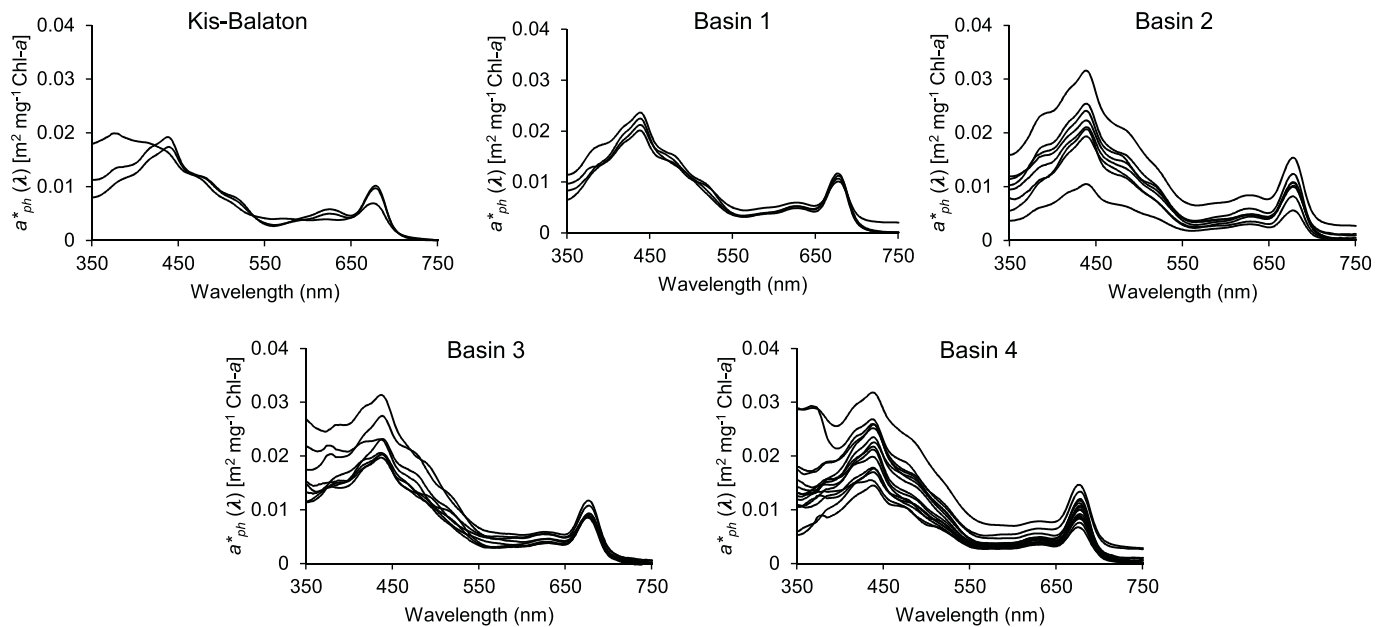 Kis-Balaton
a*ph (λ) [m² mg⁻¹ Chl-a]
0.04
0.03
0.02
0.01
0
350 450 550 650 750
Wavelength (nm)
Basin 1
a*ph (λ) [m² mg⁻¹ Chl-a]
0.04
0.03
0.02
0.01
0
350 450 550 650 750
Wavelength (nm)
Basin 2
a*ph (λ) [m² mg⁻¹ Chl-a]
0.04
0.03
0.02
0.01
0
350 450 550 650 750
Wavelength (nm)
Basin 3
a*ph (λ) [m² mg⁻¹ Chl-a]
0.04
0.03
0.02
0.01
0
350 450 550 650 750
Wavelength (nm)
Basin 4
a*ph (λ) [m² mg⁻¹ Chl-a]
0.04
0.03
0.02
0.01
0
350 450 550 650 750
Wavelength (nm)